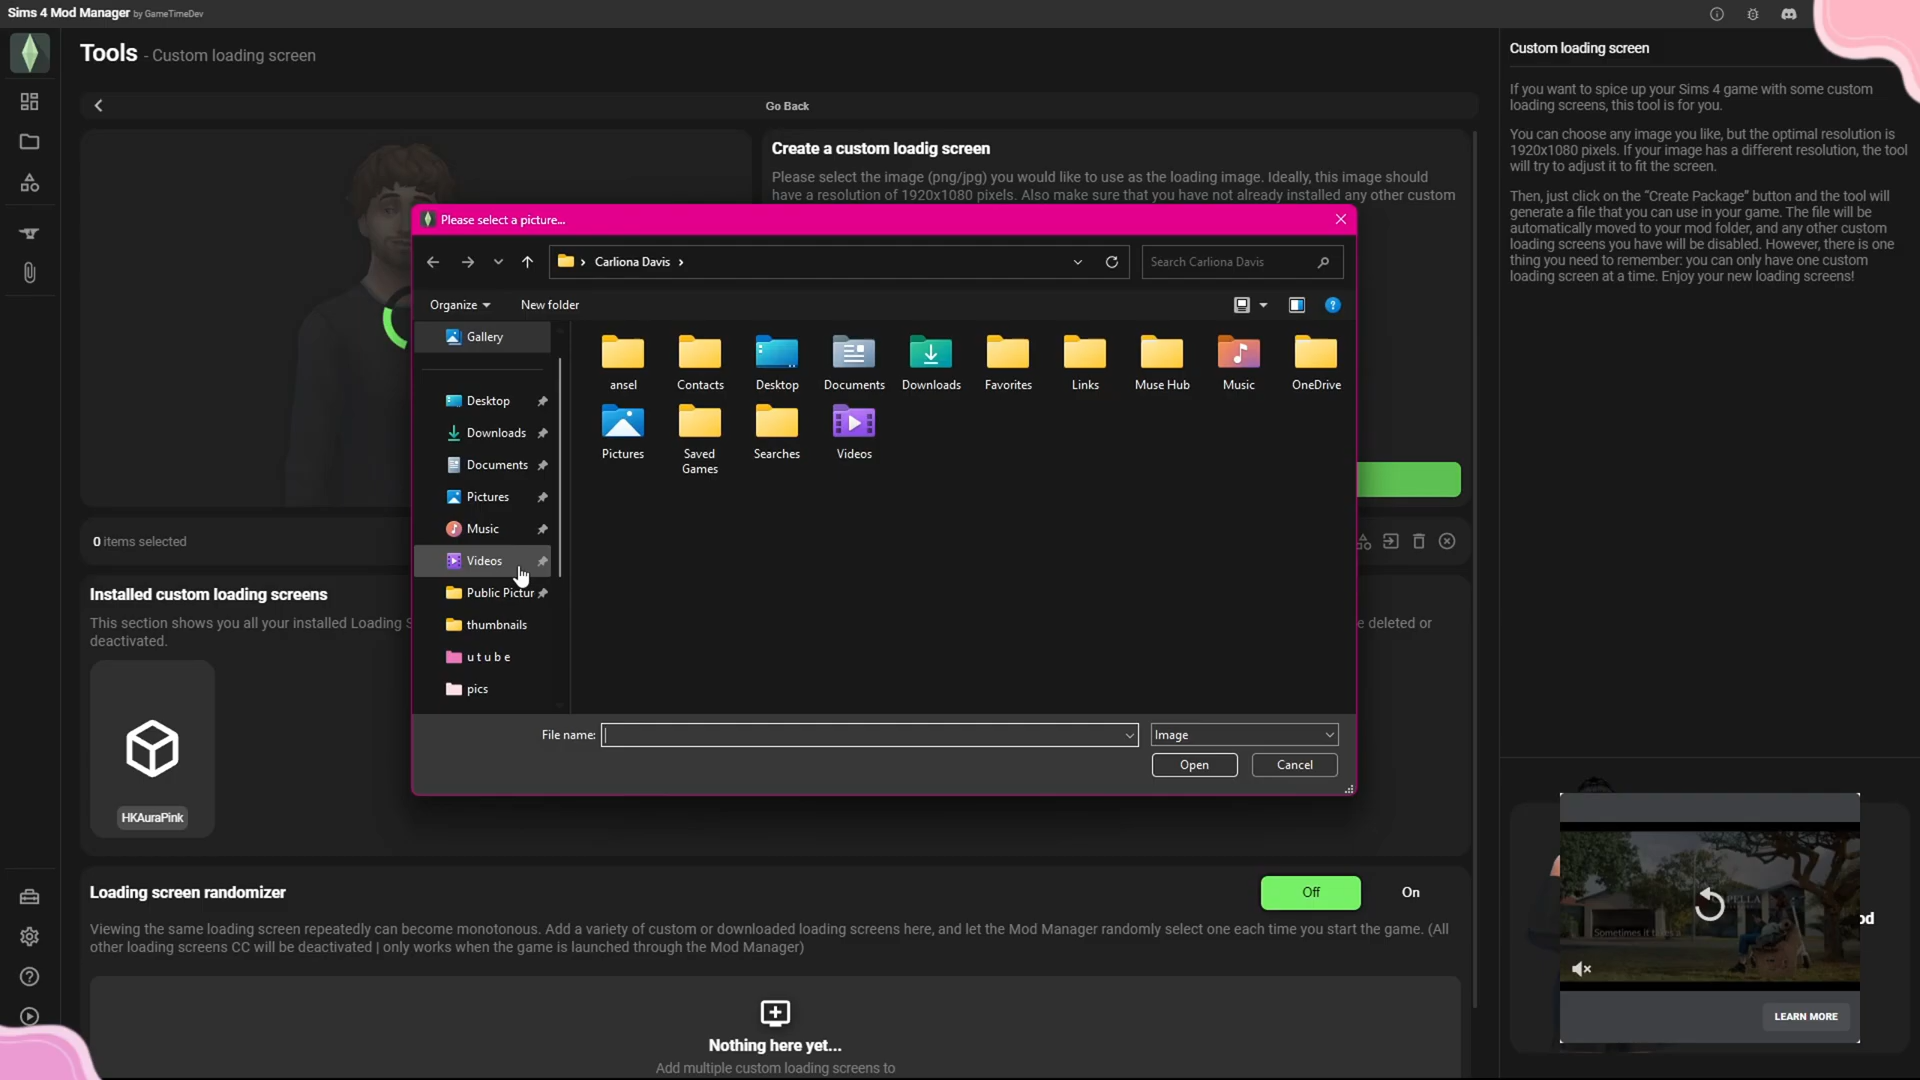 Sims 4 Mod Manager by GameTimeDev
Tools - Custom loading screen
Go Back
Create a custom loadig screen
Please select the image (png/jpg) you would like to use as the loading image. Ideally, this image should
have a resolution of 1920x1080 pixels. Also make sure that you have not already installed any other custom
Please select a picture...
Carliona Davis
Search Carliona Davis
Organize
New folder
Gallery
Desktop
Downloads
Documents
Pictures
Music
Videos
Public Pictur
thumbnails
u t u b e
pics
ansel
Contacts
Desktop
Documents
Downloads
Favorites
Links
Muse Hub
Music
OneDrive
Pictures
Saved
Games
Searches
Videos
File name:
Image
Open
Cancel
0 items selected
Installed custom loading screens
This section shows you all your installed Loading S
e deleted or
deactivated.
HKAuraPink
Loading screen randomizer
Off
On
Viewing the same loading screen repeatedly can become monotonous. Add a variety of custom or downloaded loading screens here, and let the Mod Manager randomly select one each time you start the game. (All
other loading screens CC will be deactivated | only works when the game is launched through the Mod Manager)
Nothing here yet...
Add multiple custom loading screens to
Custom loading screen
If you want to spice up your Sims 4 game with some custom
loading screens, this tool is for you.
You can choose any image you like, but the optimal resolution is
1920x1080 pixels. If your image has a different resolution, the tool
will try to adjust it to fit the screen.
Then, just click on the "Create Package" button and the tool will
generate a file that you can use in your game. The file will be
automatically moved to your mod folder, and any other custom
loading screens you have will be disabled. However, there is one
thing you need to remember: you can only have one custom
loading screen at a time. Enjoy your new loading screens!
Sometimes it takes a
od
LEARN MORE